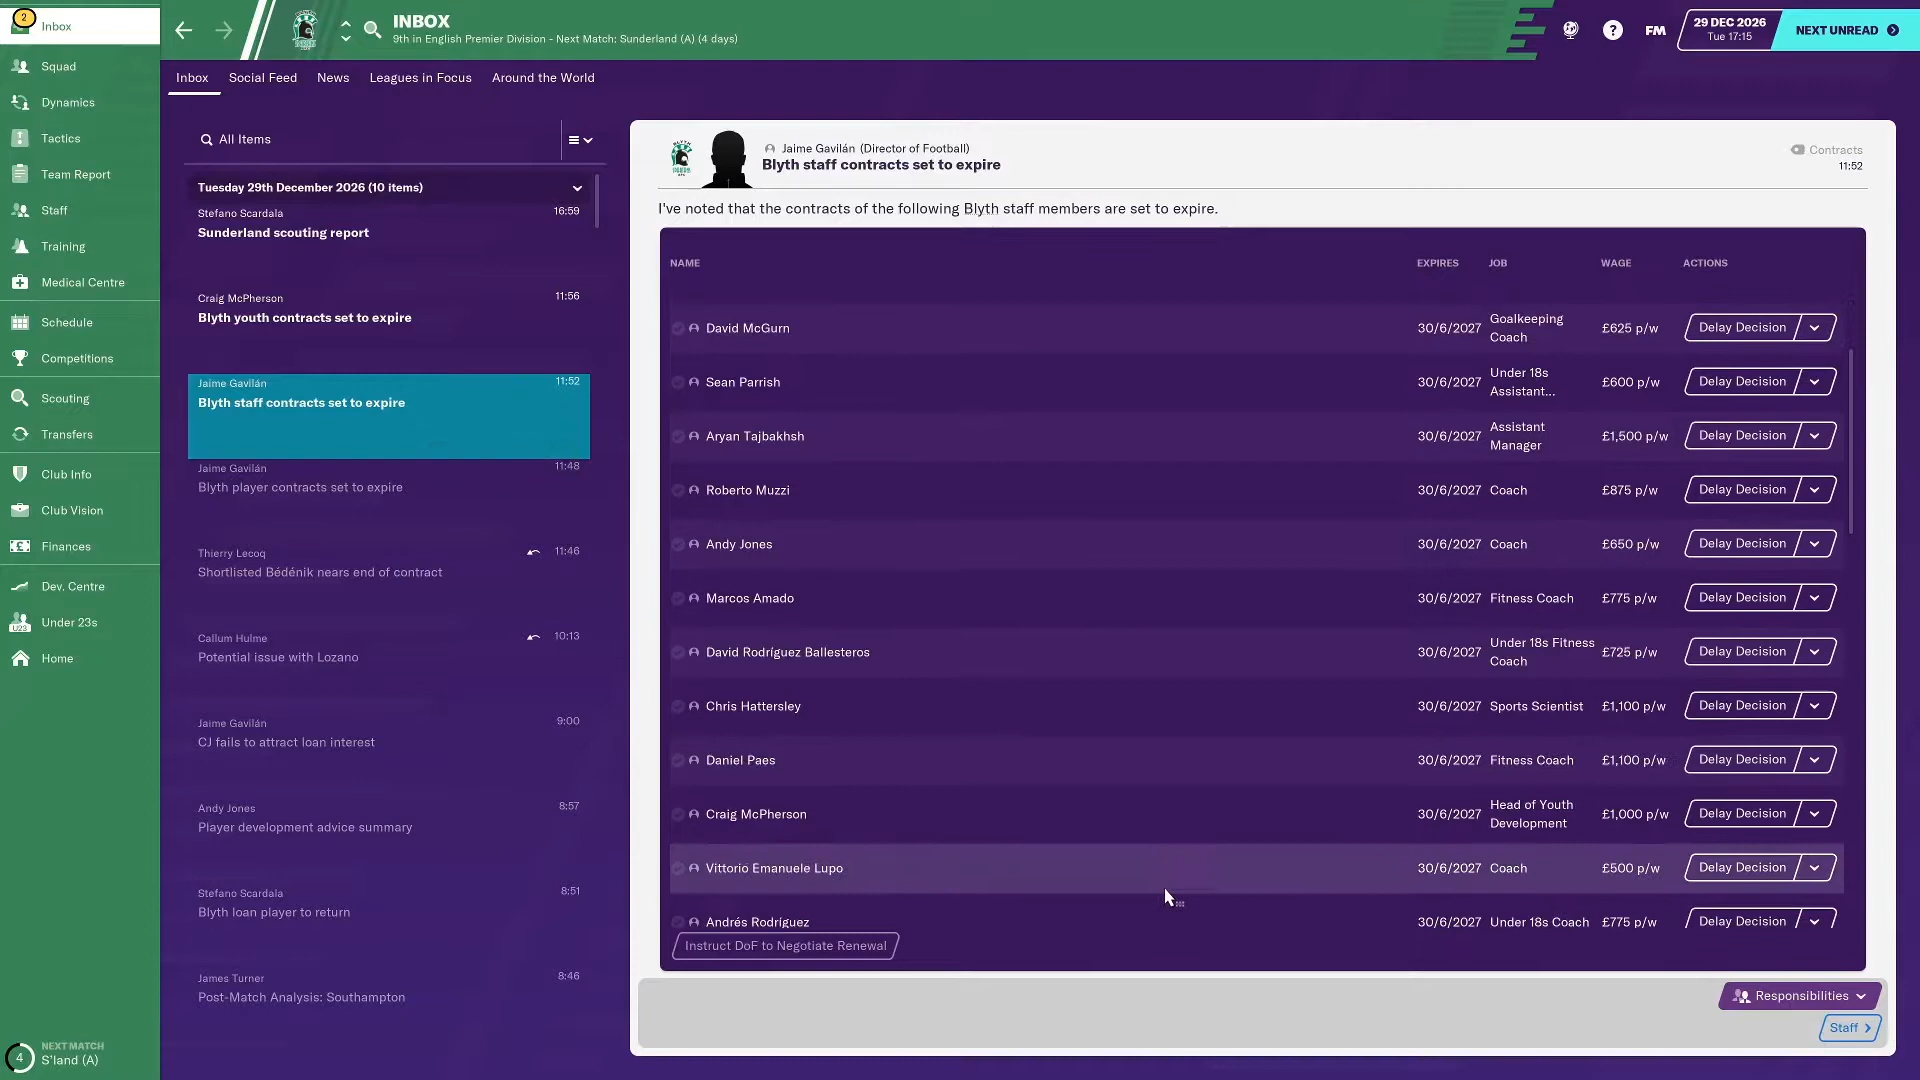 2
Inbox
INBOX
9th in English Premier Division - Next Match: Sunderland (A) (4 days)
FM
29 DEC 2026
Tue 17:15
NEXT UNREAD
Squad
Dynamics
Tactics
Team Report
Staff
Training
Medical Centre
Schedule
Competitions
Scouting
Transfers
Club Info
Club Vision
Finances
Dev. Centre
U23
Under 23s
Home
4
NEXT MATCH
S'land (A)
Inbox Social Feed News Leagues in Focus Around the World
All Items
Tuesday 29th December 2026 (10 items)
Stefano Scardala 16:59
Sunderland scouting report
Craig McPherson 11:56
Blyth youth contracts set to expire
Jaime Gavilán 11:52
Blyth staff contracts set to expire
Jaime Gavilán 11:48
Blyth player contracts set to expire
Thierry Lecoq 11:46
Shortlisted Bédénik nears end of contract
Callum Hulme 10:13
Potential issue with Lozano
Jaime Gavilán 9:00
CJ fails to attract loan interest
Andy Jones 8:57
Player development advice summary
Stefano Scardala 8:51
Blyth loan player to return
James Turner 8:46
Post-Match Analysis: Southampton
Jaime Gavilán (Director of Football)
Blyth staff contracts set to expire
Contracts
11:52
I've noted that the contracts of the following Blyth staff members are set to expire.
NAME EXPIRES JOB WAGE ACTIONS
David McGurn 30/6/2027 Goalkeeping Coach £625 p/w Delay Decision
Sean Parrish 30/6/2027 Under 18s Assistant... £600 p/w Delay Decision
Aryan Tajbakhsh 30/6/2027 Assistant Manager £1,500 p/w Delay Decision
Roberto Muzzi 30/6/2027 Coach £875 p/w Delay Decision
Andy Jones 30/6/2027 Coach £650 p/w Delay Decision
Marcos Amado 30/6/2027 Fitness Coach £775 p/w Delay Decision
David Rodríguez Ballesteros 30/6/2027 Under 18s Fitness Coach £725 p/w Delay Decision
Chris Hattersley 30/6/2027 Sports Scientist £1,100 p/w Delay Decision
Daniel Paes 30/6/2027 Fitness Coach £1,100 p/w Delay Decision
Craig McPherson 30/6/2027 Head of Youth Development £1,000 p/w Delay Decision
Vittorio Emanuele Lupo 30/6/2027 Coach £500 p/w Delay Decision
Andrés Rodríguez 30/6/2027 Under 18s Coach £775 p/w Delay Decision
Instruct DoF to Negotiate Renewal
Responsibilities
Staff